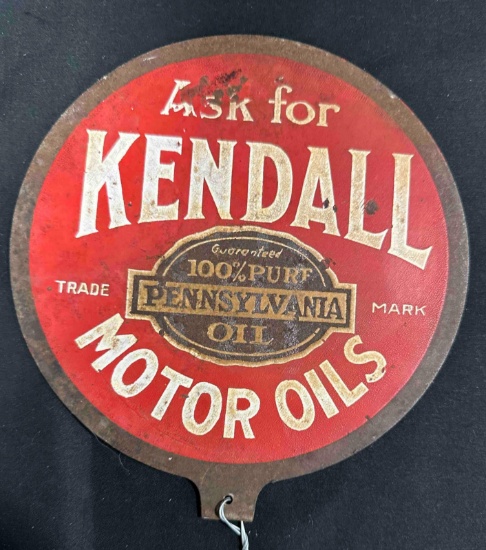 Ask for
KENDALL
Guaranteed
100% PURE
PENNSYLVANIA
OIL
TRADE MARK
MOTOR OILS